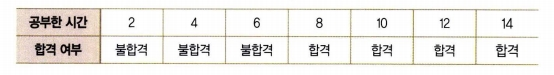 공부한 시간 2 4 6 8 10 12 14
합격 여부 불합격 불합격 불합격 합격 합격 합격 합격